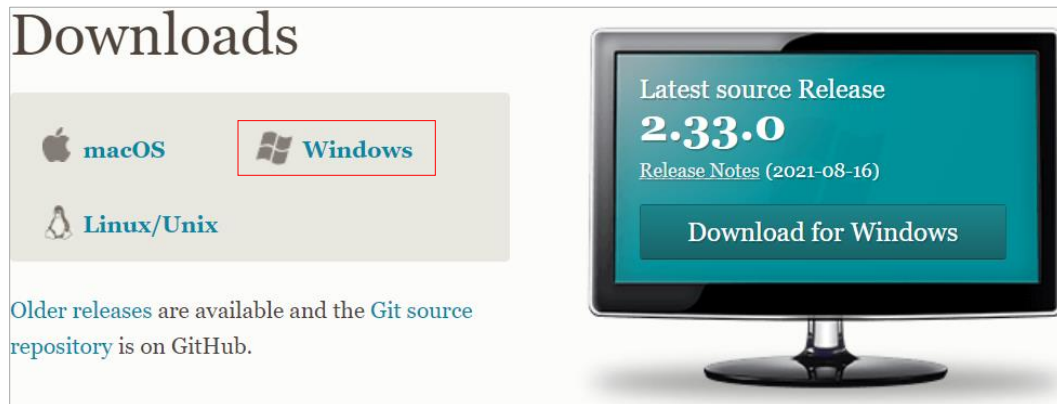 Downloads
macOS
Windows
Linux/Unix
Older releases are available and the Git source
repository is on GitHub.
Latest source Release
2.33.0
Release Notes (2021-08-16)
Download for Windows